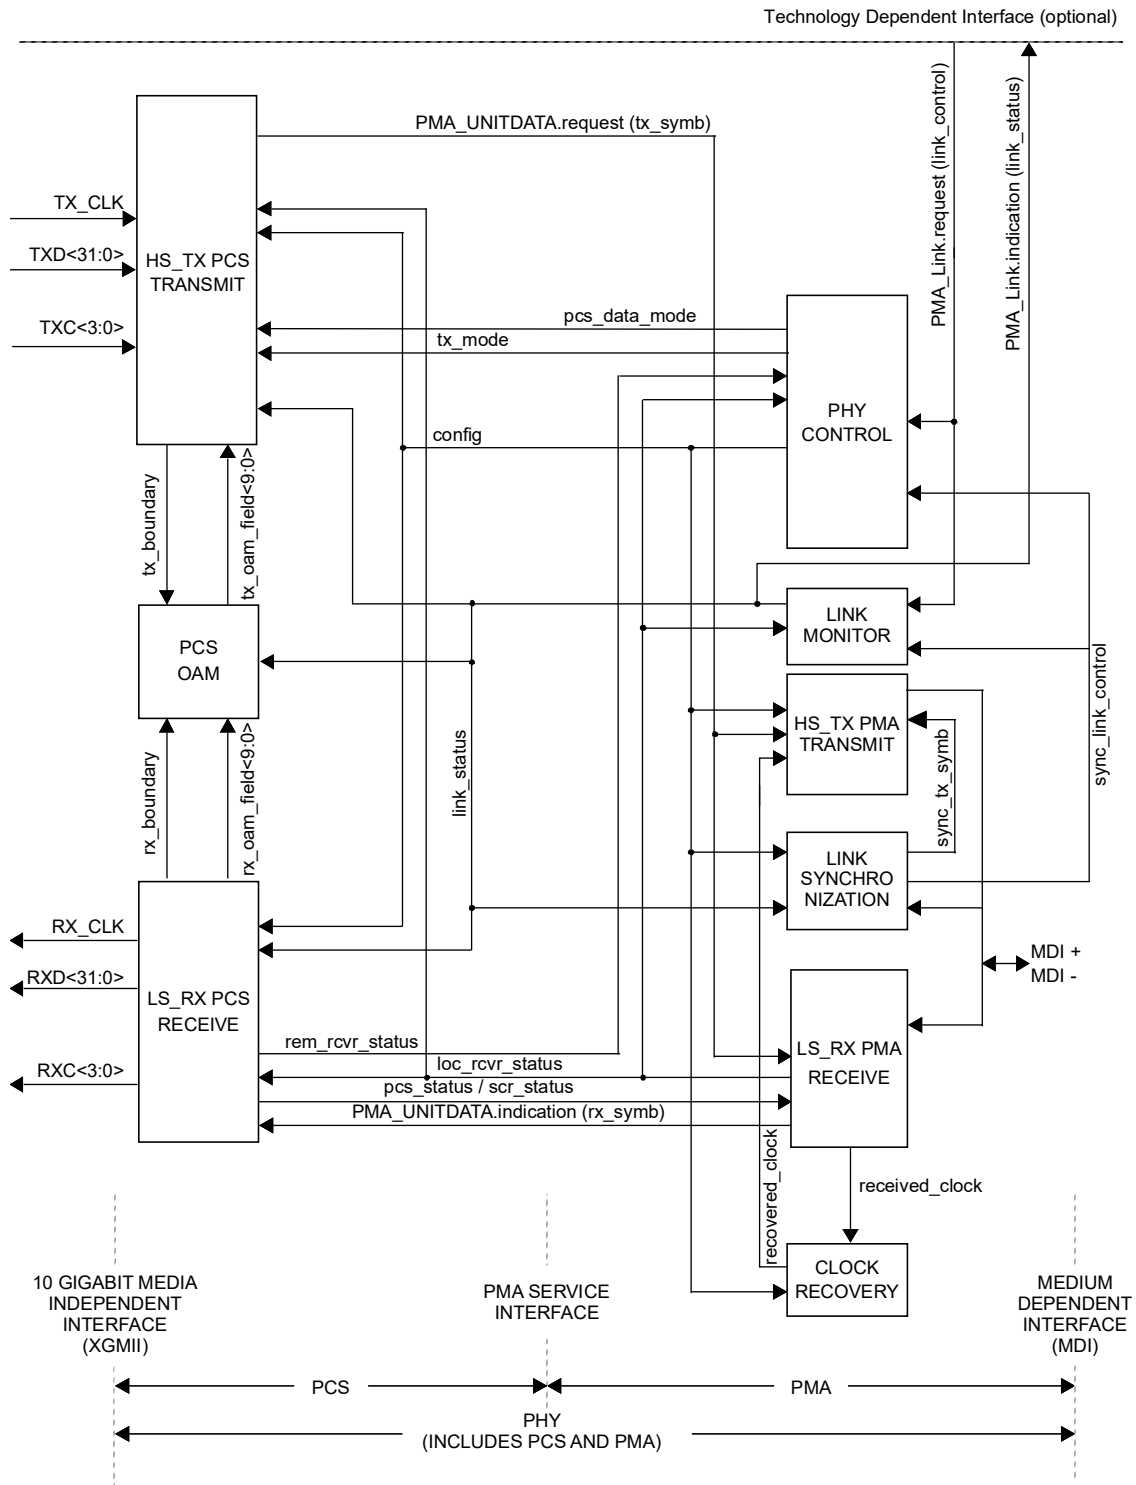 Technology Dependent Interface (optional)
PMA_UNITDATA.request (tx_symb)
PMA_Link.request (link_control)
PMA_Link.indication (link_status)
TX_CLK
TXD<31:0>
TXC<3:0>
HS_TX PCS
TRANSMIT
pcs_data_mode
tx_mode
config
PHY
CONTROL
tx_boundary
tx_oam_field<9:0>
PCS
OAM
LINK
MONITOR
HS_TX PMA
TRANSMIT
sync_tx_symb
sync_link_control
link_status
rx_boundary
rx_oam_field<9:0>
LINK
SYNCHRO
NIZATION
RX_CLK
RXD<31:0>
RXC<3:0>
LS_RX PCS
RECEIVE
MDI +
MDI -
rem_rcvr_status
loc_rcvr_status
pcs_status / scr_status
PMA_UNITDATA.indication (rx_symb)
LS_RX PMA
RECEIVE
recovered_clock
received_clock
CLOCK
RECOVERY
10 GIGABIT MEDIA
INDEPENDENT
INTERFACE
(XGMII)
PMA SERVICE
INTERFACE
MEDIUM
DEPENDENT
INTERFACE
(MDI)
PCS
PMA
PHY
(INCLUDES PCS AND PMA)